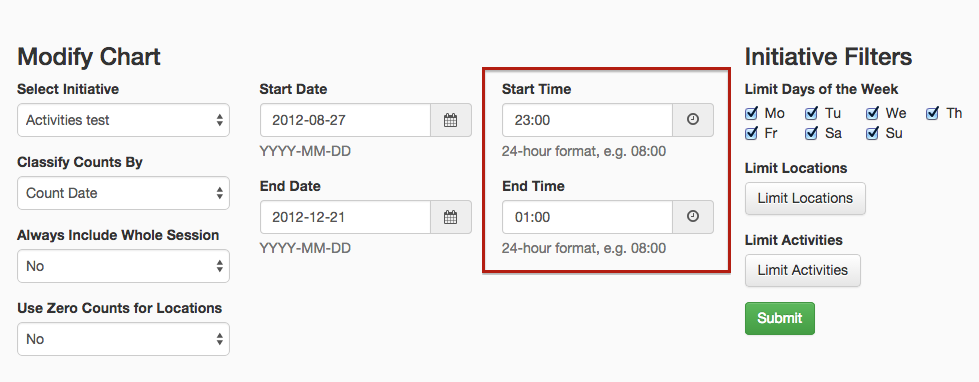 Modify Chart
Select Initiative
Activities test
Classify Counts By
Count Date
Always Include Whole Session
No
Use Zero Counts for Locations
No
Start Date
2012-08-27
YYYY-MM-DD
End Date
2012-12-21
YYYY-MM-DD
Start Time
23:00
24-hour format, e.g. 08:00
End Time
01:00
24-hour format, e.g. 08:00
Initiative Filters
Limit Days of the Week
Mo Tu We Th
Fr Sa Su
Limit Locations
Limit Locations
Limit Activities
Limit Activities
Submit